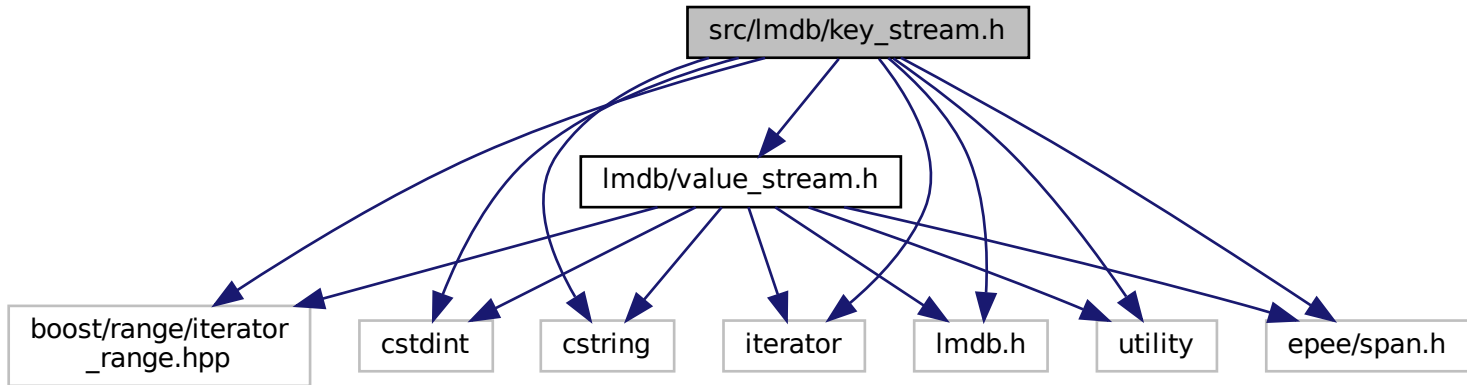 src/lmdb/key_stream.h
lmdb/value_stream.h
boost/range/iterator
_range.hpp
cstdint
cstring
iterator
lmdb.h
utility
epee/span.h